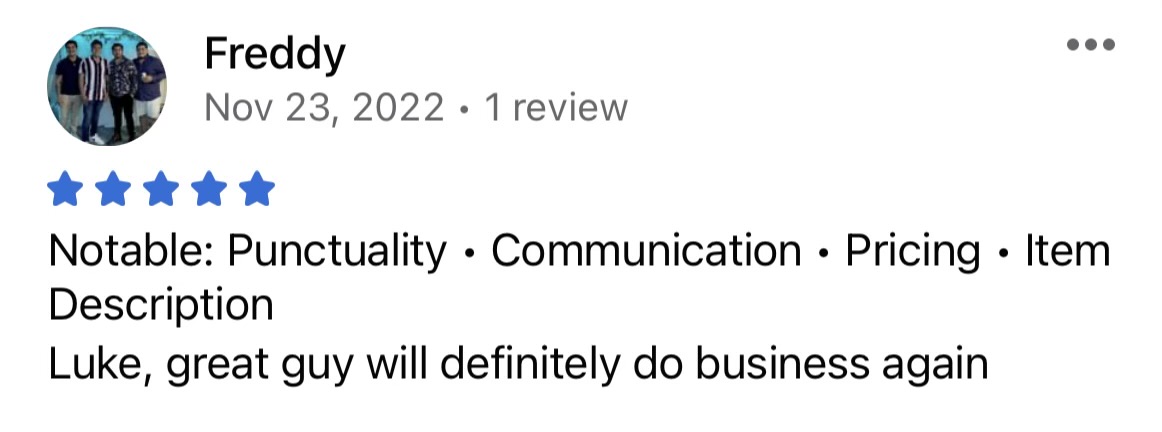 Freddy
Nov 23, 2022 • 1 review
Notable: Punctuality • Communication • Pricing • Item
Description
Luke, great guy will definitely do business again